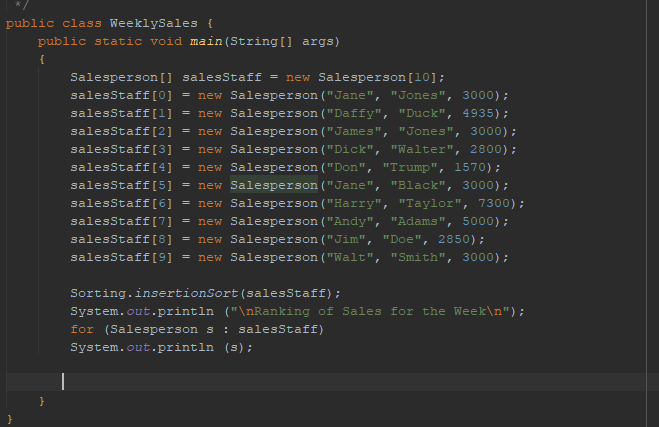 */
public class WeeklySales {
public static void main(String[] args)
{
Salesperson[] salesStaff = new Salesperson[10];
salesStaff[0] = new Salesperson("Jane", "Jones", 3000);
salesStaff[1] = new Salesperson("Daffy", "Duck", 4935);
salesStaff[2] = new Salesperson("James", "Jones", 3000);
salesStaff[3] = new Salesperson("Dick", "Walter", 2800);
salesStaff[4] = new Salesperson("Don", "Trump", 1570);
salesStaff[5] = new Salesperson("Jane", "Black", 3000);
salesStaff[6] = new Salesperson("Harry", "Taylor", 7300);
salesStaff[7] = new Salesperson("Andy", "Adams", 5000);
salesStaff[8] = new Salesperson("Jim", "Doe", 2850);
salesStaff[9] = new Salesperson("Walt", "Smith", 3000);
Sorting.insertionSort(salesStaff);
System.out.println ("\nRanking of Sales for the Week\n");
for (Salesperson s : salesStaff)
System.out.println (s);
}
}